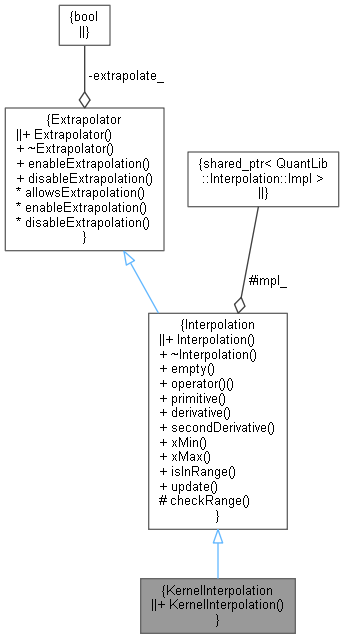 {bool
||}
-extrapolate_
{Extrapolator
||+ Extrapolator()
+ ~Extrapolator()
+ enableExtrapolation()
+ disableExtrapolation()
* allowsExtrapolation()
* enableExtrapolation()
* disableExtrapolation()
}
{shared_ptr< QuantLib
::Interpolation::Impl >
||}
#impl_
{Interpolation
||+ Interpolation()
+ ~Interpolation()
+ empty()
+ operator()()
+ primitive()
+ derivative()
+ secondDerivative()
+ xMin()
+ xMax()
+ isInRange()
+ update()
# checkRange()
}
{KernelInterpolation
||+ KernelInterpolation()
}